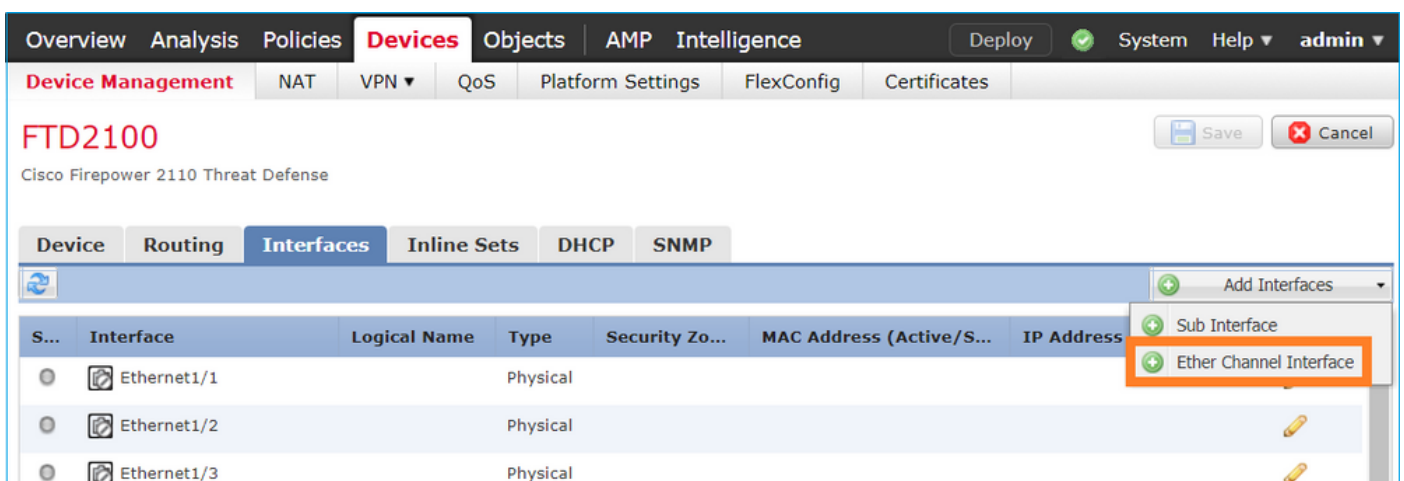 Overview Analysis Policies Devices Objects AMP Intelligence Deploy System Help admin
Device Management NAT VPN QoS Platform Settings FlexConfig Certificates
FTD2100
Save Cancel
Cisco Firepower 2110 Threat Defense
Device Routing Interfaces Inline Sets DHCP SNMP
Add Interfaces
S... Interface Logical Name Type Security Zo... MAC Address (Active/S... IP Address
Sub Interface
Ether Channel Interface
Ethernet1/1 Physical
Ethernet1/2 Physical
Ethernet1/3 Physical